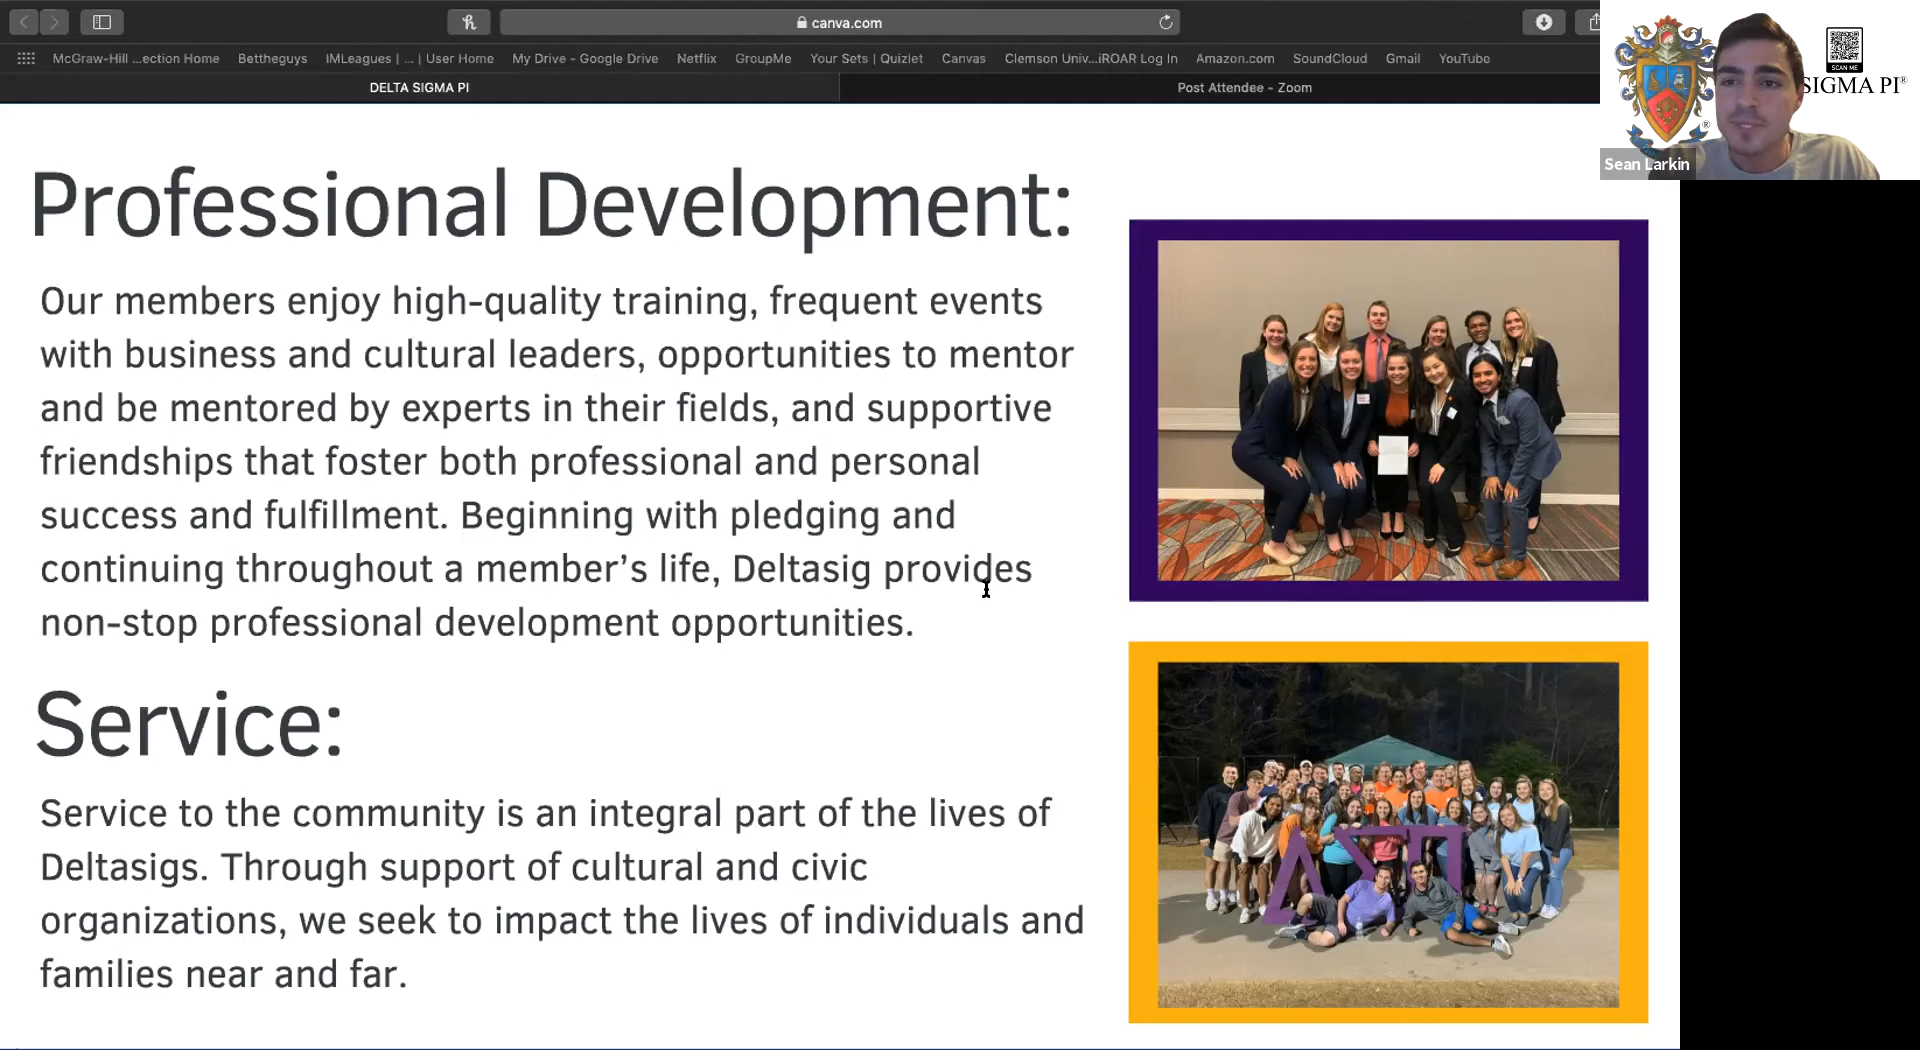 canva.com
McGraw-Hill ...ection Home
Betttheguys
IMLeagues | ... | User Home
My Drive - Google Drive
Netflix
GroupMe
Your Sets | Quizlet
Canvas
Clemson Univ...iROAR Log In
Amazon.com
SoundCloud
Gmail
YouTube
DELTA SIGMA PI
Post Attendee - Zoom
SCAN ME
SIGMA PI®
®
Sean Larkin
Professional Development:
Our members enjoy high-quality training, frequent events
with business and cultural leaders, opportunities to mentor
and be mentored by experts in their fields, and supportive
friendships that foster both professional and personal
success and fulfillment. Beginning with pledging and
continuing throughout a member's life, Deltasig provides
non-stop professional development opportunities.
Service:
Service to the community is an integral part of the lives of
Deltasigs. Through support of cultural and civic
organizations, we seek to impact the lives of individuals and
families near and far.
ΔΣΠ